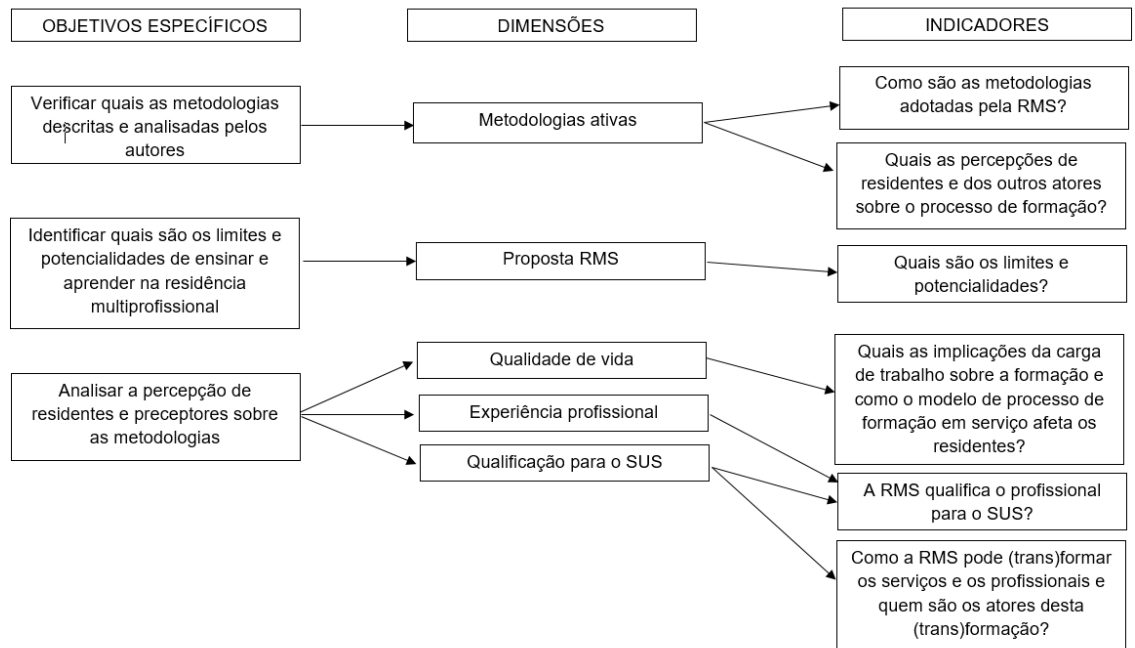 OBJETIVOS ESPECÍFICOS
DIMENSÕES
INDICADORES
Verificar quais as metodologias
descritas e analisadas pelos
autores
Metodologias ativas
Como são as metodologias
adotadas pela RMS?
Quais as percepções de
residentes e dos outros atores
sobre o processo de formação?
Identificar quais são os limites e
potencialidades de ensinar e
aprender na residência
multiprofissional
Proposta RMS
Quais são os limites e
potencialidades?
Analisar a percepção de
residentes e preceptores sobre
as metodologias
Qualidade de vida
Experiência profissional
Qualificação para o SUS
Quais as implicações da carga
de trabalho sobre a formação e
como o modelo de processo de
formação em serviço afeta os
residentes?
A RMS qualifica o profissional
para o SUS?
Como a RMS pode (trans)formar
os serviços e os profissionais e
quem são os atores desta
(trans)formação?